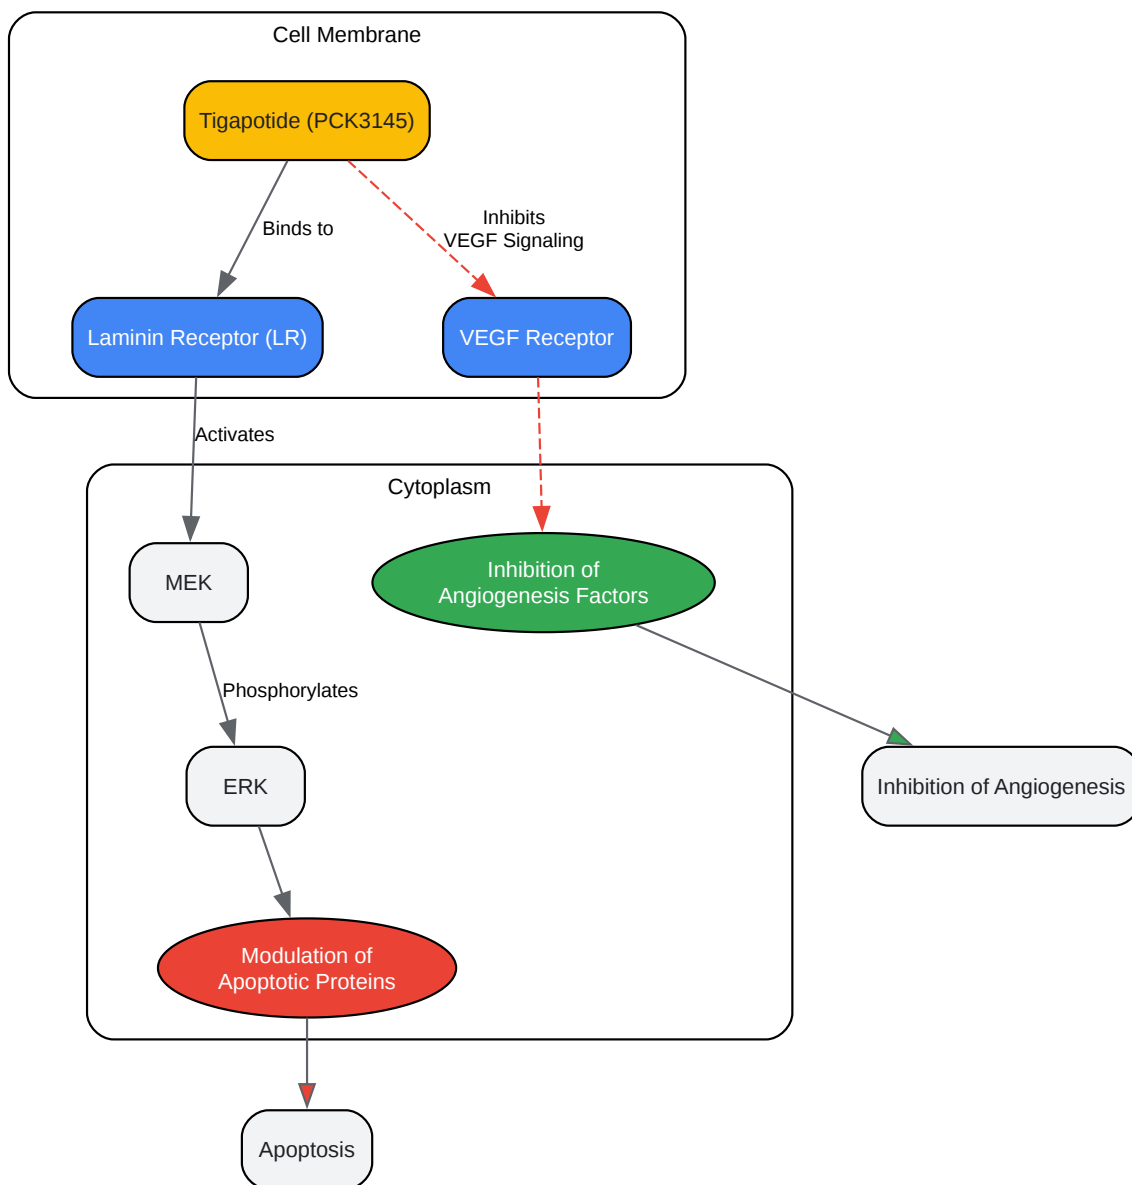 Cell Membrane
Tigapotide (PCK3145)
Binds to
Inhibits
VEGF Signaling
Laminin Receptor (LR)
VEGF Receptor
Activates
Cytoplasm
MEK
Inhibition of
Angiogenesis Factors
Phosphorylates
ERK
Inhibition of Angiogenesis
Modulation of
Apoptotic Proteins
Apoptosis